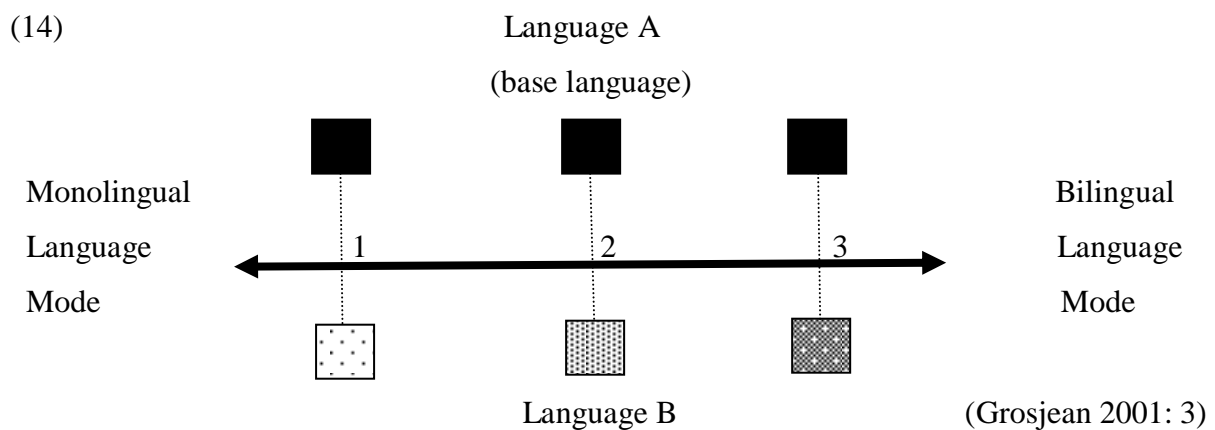 (14) Language A
(base language)
Monolingual Bilingual
Language 1 2 3 Language
Mode Mode
Language B (Grosjean 2001: 3)